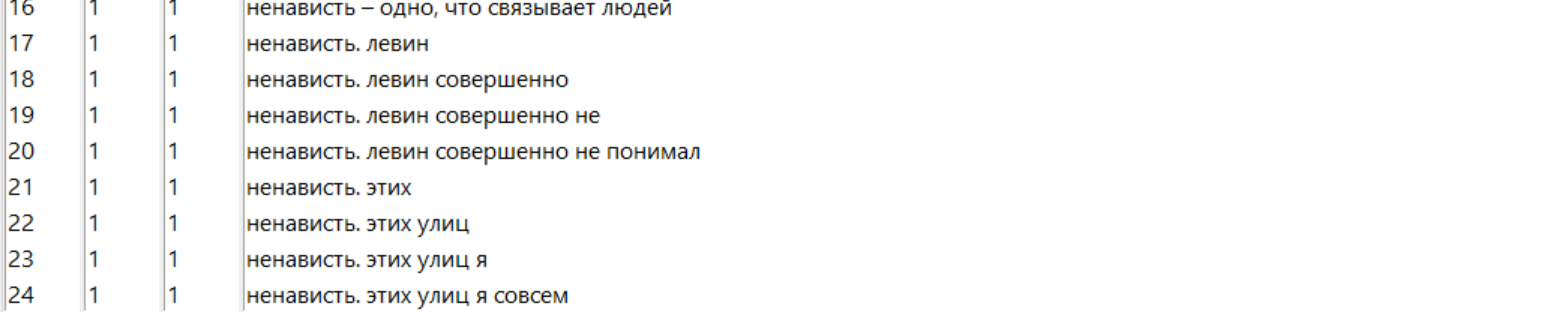 16 1 1 ненависть – одно, что связывает людей
17 1 1 ненависть. левин
18 1 1 ненависть. левин совершенно
19 1 1 ненависть. левин совершенно не
20 1 1 ненависть. левин совершенно не понимал
21 1 1 ненависть. этих
22 1 1 ненависть. этих улиц
23 1 1 ненависть. этих улиц я
24 1 1 ненависть. этих улиц я совсем